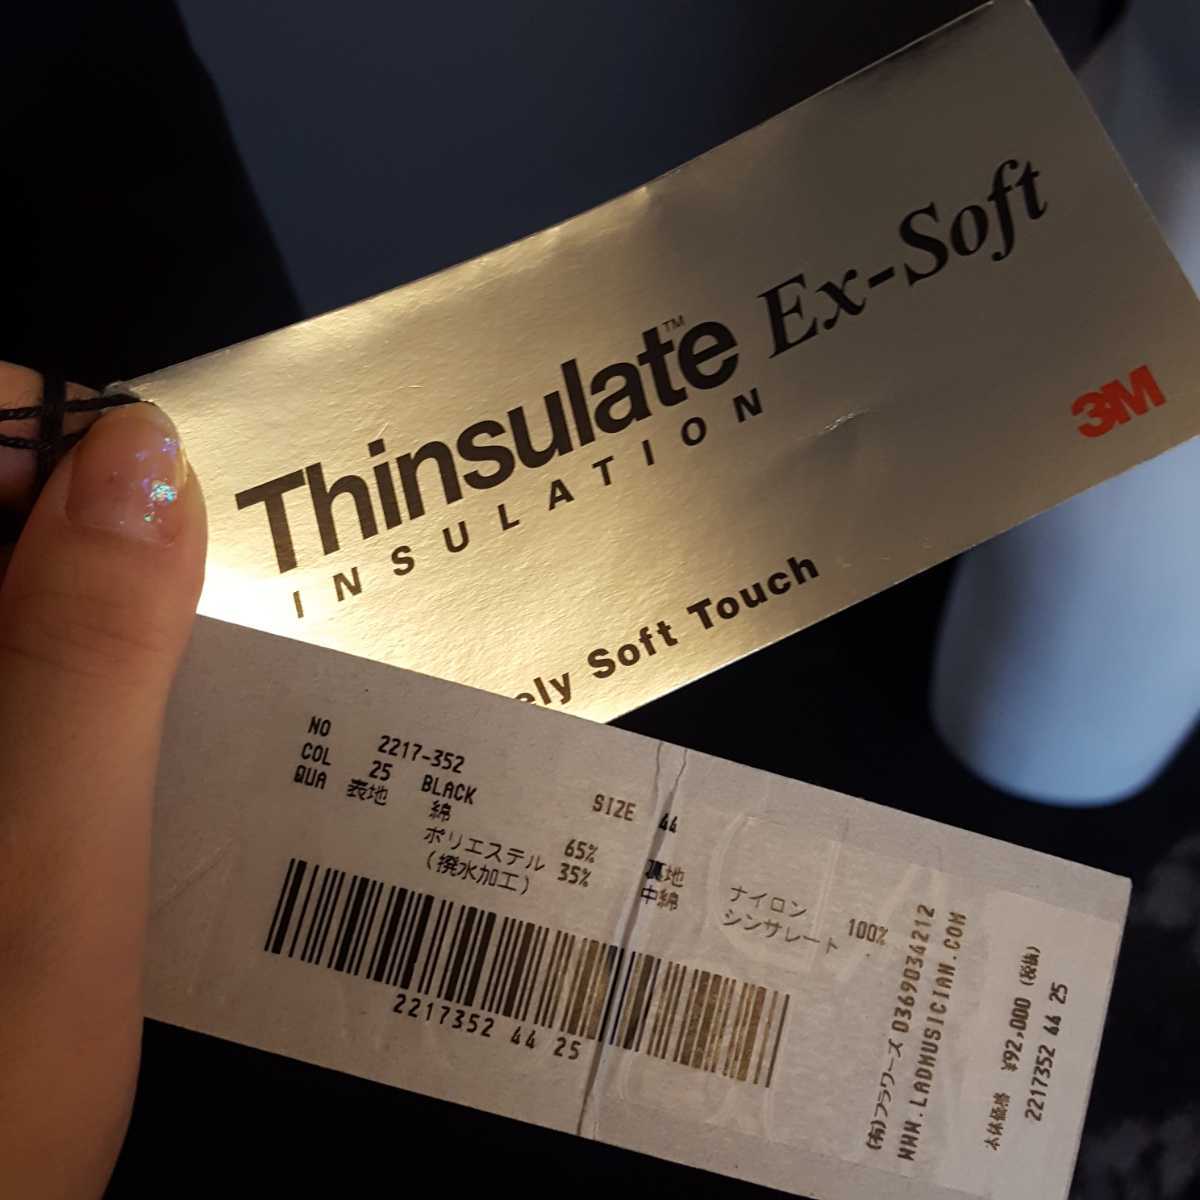 Thinsulate™ Ex-Soft
INSULATION
3M
Soft Touch
NO 2217-352
COL 25 BLACK SIZE 44
QUA 表地 綿 65% 裏地 ナイロン 100%
ポリエステル 35% 中綿 シンサレート
(撥水加工)
2217352 44 25
(有)フラワーズ 0369034212
WWW.LADMUSICIAN.COM
本体価格 ¥92,000 (税抜)
2217352 44 25